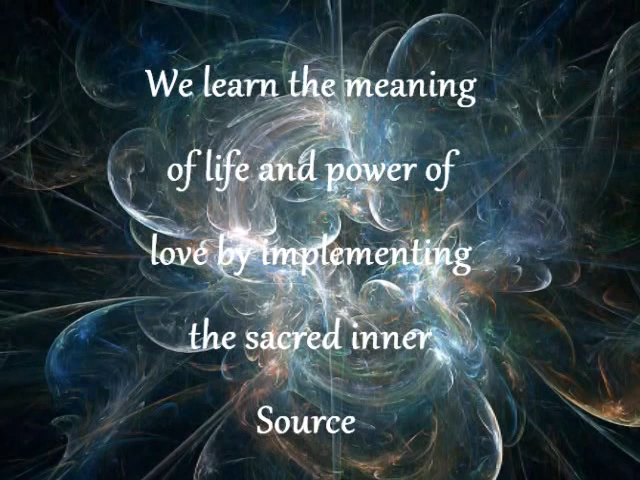 We learn the meaning
of life and power of
love by implementing
the sacred inner
Source